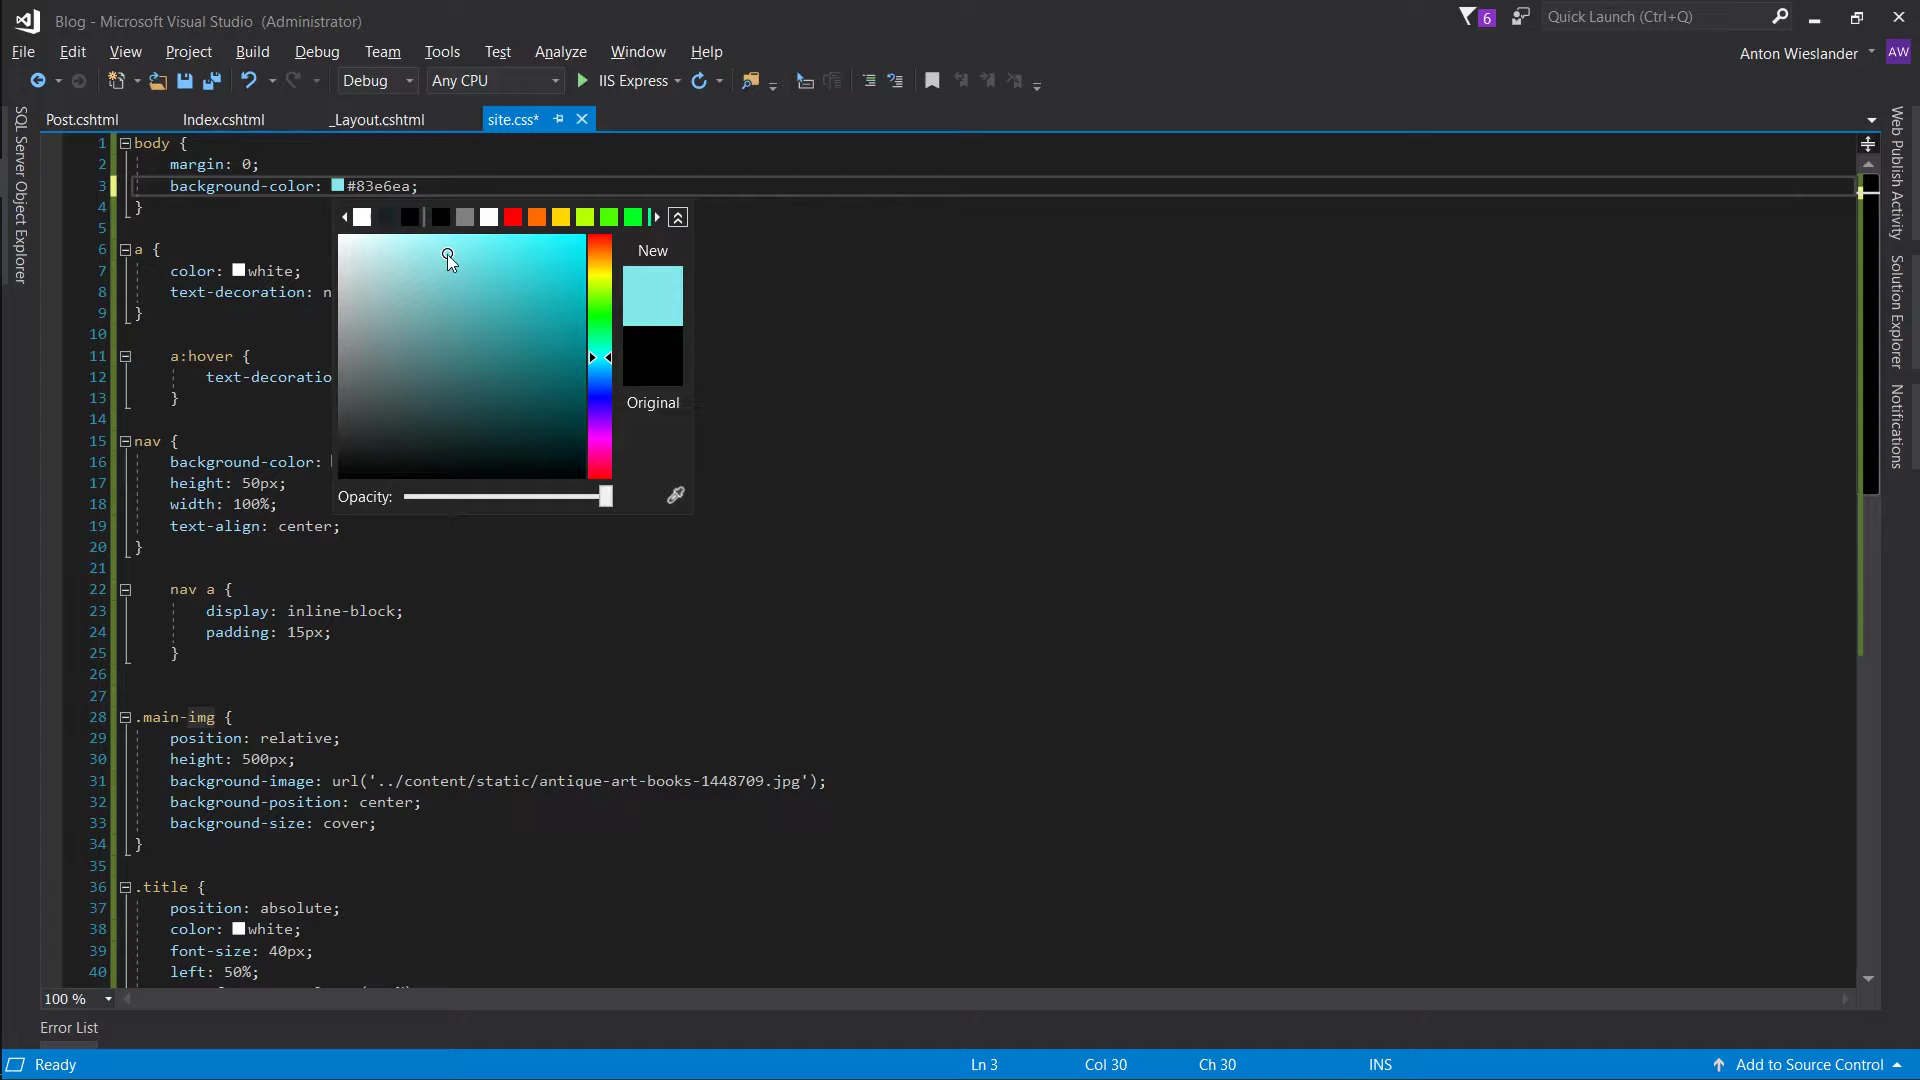 Blog - Microsoft Visual Studio (Administrator)
6
Quick Launch (Ctrl+Q)
File Edit View Project Build Debug Team Tools Test Analyze Window Help
Anton Wieslander AW
Debug Any CPU IIS Express
Post.cshtml Index.cshtml _Layout.cshtml site.css*
SQL Server Object Explorer
Web Publish Activity
Solution Explorer
Notifications
1 body {
2 margin: 0;
3 background-color: #83e6ea;
4 }
5
6 a {
7 color: white;
8 text-decoration: n
9 }
10
11 a:hover {
12 text-decoratio
13 }
14
15 nav {
16 background-color:
17 height: 50px;
18 width: 100%;
19 text-align: center;
20 }
21
22 nav a {
23 display: inline-block;
24 padding: 15px;
25 }
26
27
28 .main-img {
29 position: relative;
30 height: 500px;
31 background-image: url('../content/static/antique-art-books-1448709.jpg');
32 background-position: center;
33 background-size: cover;
34 }
35
36 .title {
37 position: absolute;
38 color: white;
39 font-size: 40px;
40 left: 50%;
New
Original
Opacity:
100 %
Error List
Ready Ln 3 Col 30 Ch 30 INS Add to Source Control